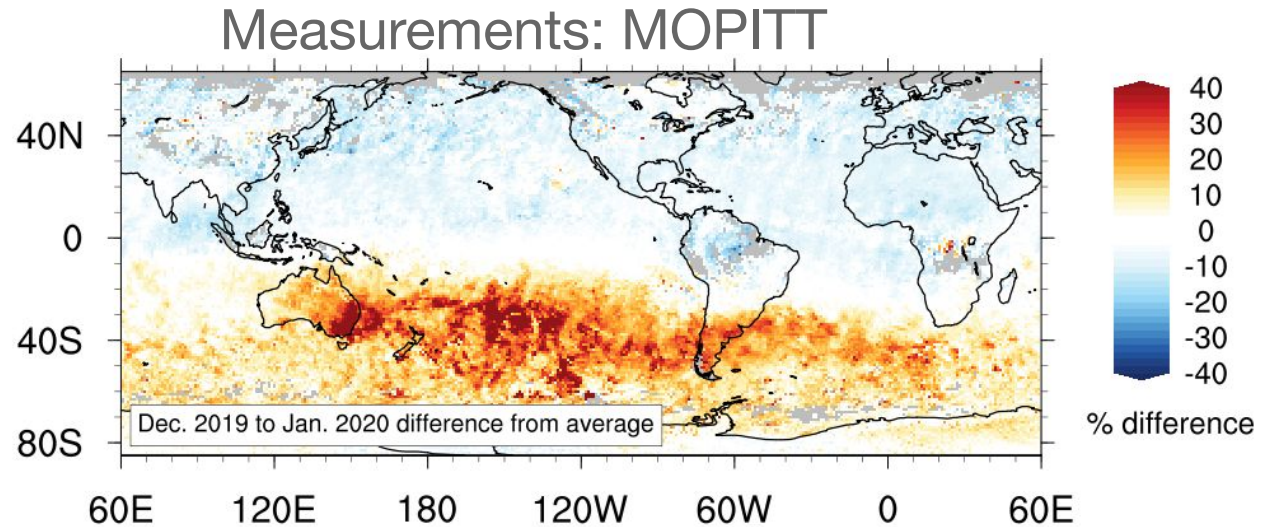 Measurements: MOPITT
40N
0
40S
80S
Dec. 2019 to Jan. 2020 difference from average
60E 120E 180 120W 60W 0 60E
40
30
20
10
0
-10
-20
-30
-40
% difference